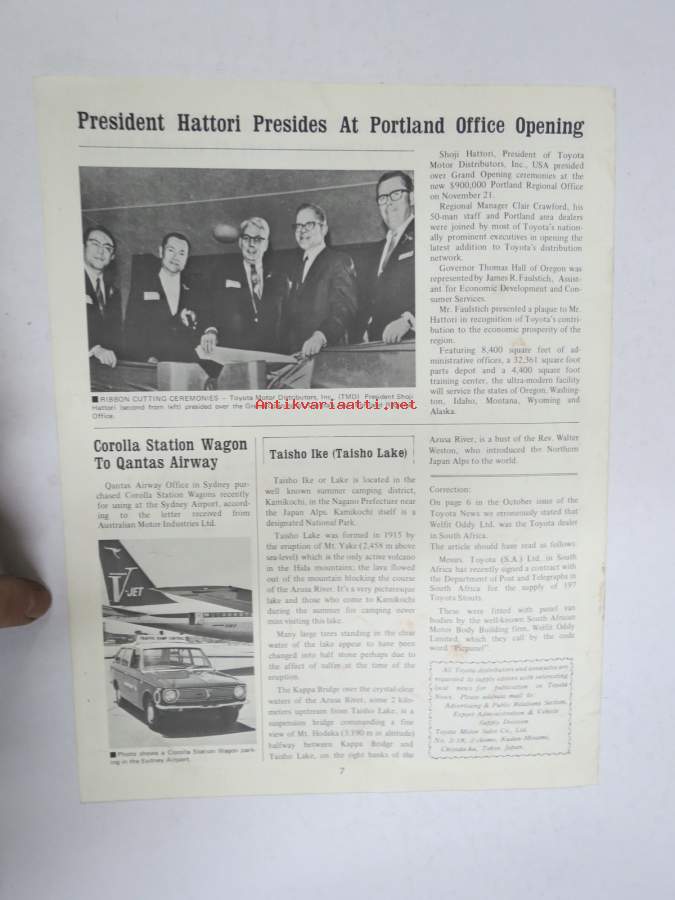 President Hattori Presides At Portland Office Opening
■ RIBBON CUTTING CEREMONIES – Toyota Motor Distributors, Inc., (TMD) President Shoji
Hattori (second from left) presided over the
Office.
Antikvariaatti.net
Shoji Hattori, President of Toyota
Motor Distributors, Inc., USA presided
over Grand Opening ceremonies at the
new $900,000 Portland Regional Office
on November 21.
Regional Manager Clair Crawford, his
50-man staff and Portland area dealers
were joined by most of Toyota's nation-
ally prominent executives in opening the
latest addition to Toyota's distribution
network.
Governor Thomas Hall of Oregon was
represented by James R. Faulstich, Assist-
ant for Economic Development and Con-
sumer Services.
Mr. Faulstich presented a plaque to Mr.
Hattori in recognition of Toyota's contri-
bution to the economic prosperity of the
region.
Featuring 8,400 square feet of ad-
ministrative offices, a 32,361 square foot
parts depot and a 4,400 square foot
training center, the ultra-modern facility
will service the states of Oregon, Washing-
ton, Idaho, Montana, Wyoming and
Alaska.
Corolla Station Wagon
To Qantas Airway
Qantas Airway Office in Sydney pur-
chased Corolla Station Wagons recently
for using at the Sydney Airport, accord-
ing to the letter received from
Australian Motor Industries Ltd.
V-JET
TRAFFIC RAMP CONTROL
■ Photo shows a Corolla Station Wagon park-
ing in the Sydney Airport.
Taisho Ike (Taisho Lake)
Taisho Ike or Lake is located in the
well known summer camping district,
Kamikochi, in the Nagano Prefecture near
the Japan Alps. Kamikochi itself is a
designated National Park.
Taisho Lake was formed in 1915 by
the eruption of Mt. Yake (2,458 m above
sea-level) which is the only active volcano
in the Hida mountains; the lava flowed
out of the mountain blocking the course
of the Azusa River. It's a very picturesque
lake and those who come to Kamikochi
during the summer for camping never
miss visiting this lake.
Many large trees standing in the clear
water of the lake appear to have been
changed into half stone perhaps due to
the affect of sulfer at the time of the
eruption.
The Kappa Bridge over the crystal-clear
waters of the Azusa River, some 2 kilo-
meters upstream from Taisho Lake, is a
suspension bridge commanding a fine
view of Mt. Hodaka (3,190 m in altitude)
halfway between Kappa Bridge and
Taisho Lake, on the right banks of the
Azusa River, is a bust of the Rev. Walter
Weston, who introduced the Northern
Japan Alps to the world.
Correction:
On page 6 in the October issue of the
Toyota News we erroneously stated that
Welfit Oddy Ltd. was the Toyota dealer
in South Africa.
The article should have read as follows:
Messrs. Toyota (S.A.) Ltd., in South
Africa has recently signed a contract with
the Department of Post and Telegraphs in
South Africa for the supply of 197
Toyota Stouts.
These were fitted with panel van
bodies by the well-known South African
Motor Body Building firm, Welfit Oddy
Limited, which they call by the code
word
All Toyota distributors and associates are
requested to supply stories with interesting
local news for publication in Toyota
News. Please address mail to:
Advertising & Public Relations Section,
Export Administration & Vehicle
Supply Division
Toyota Motor Sales Co., Ltd.
Chiyoda-ku, Tokyo, Japan.
7